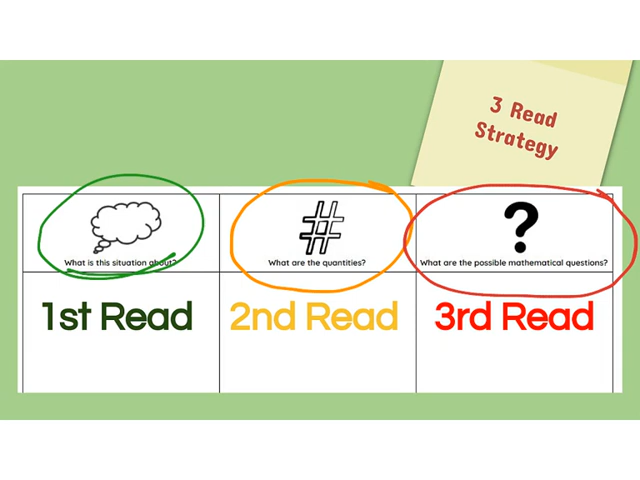 3 Read
Strategy
What is this situation about?
What are the quantities?
What are the possible mathematical questions?
1st Read
2nd Read
3rd Read